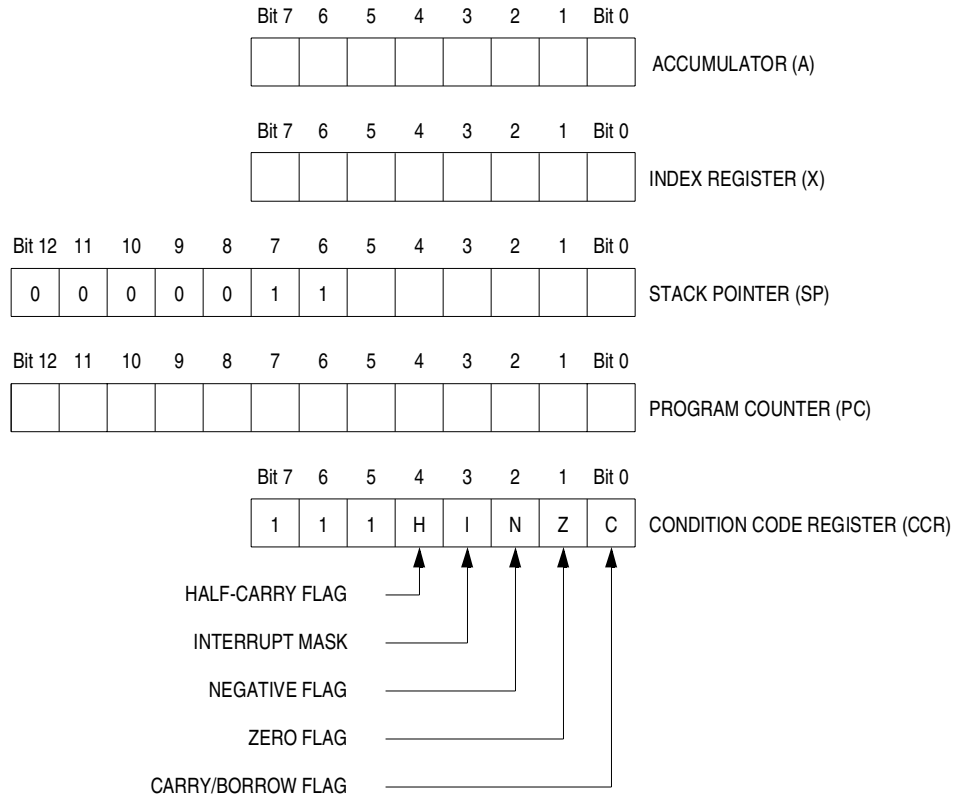 Bit 7 6 5 4 3 2 1 Bit 0
ACCUMULATOR (A)
Bit 7 6 5 4 3 2 1 Bit 0
INDEX REGISTER (X)
Bit 12 11 10 9 8 7 6 5 4 3 2 1 Bit 0
0 0 0 0 0 1 1 STACK POINTER (SP)
Bit 12 11 10 9 8 7 6 5 4 3 2 1 Bit 0
PROGRAM COUNTER (PC)
Bit 7 6 5 4 3 2 1 Bit 0
1 1 1 H I N Z C CONDITION CODE REGISTER (CCR)
HALF-CARRY FLAG
INTERRUPT MASK
NEGATIVE FLAG
ZERO FLAG
CARRY/BORROW FLAG